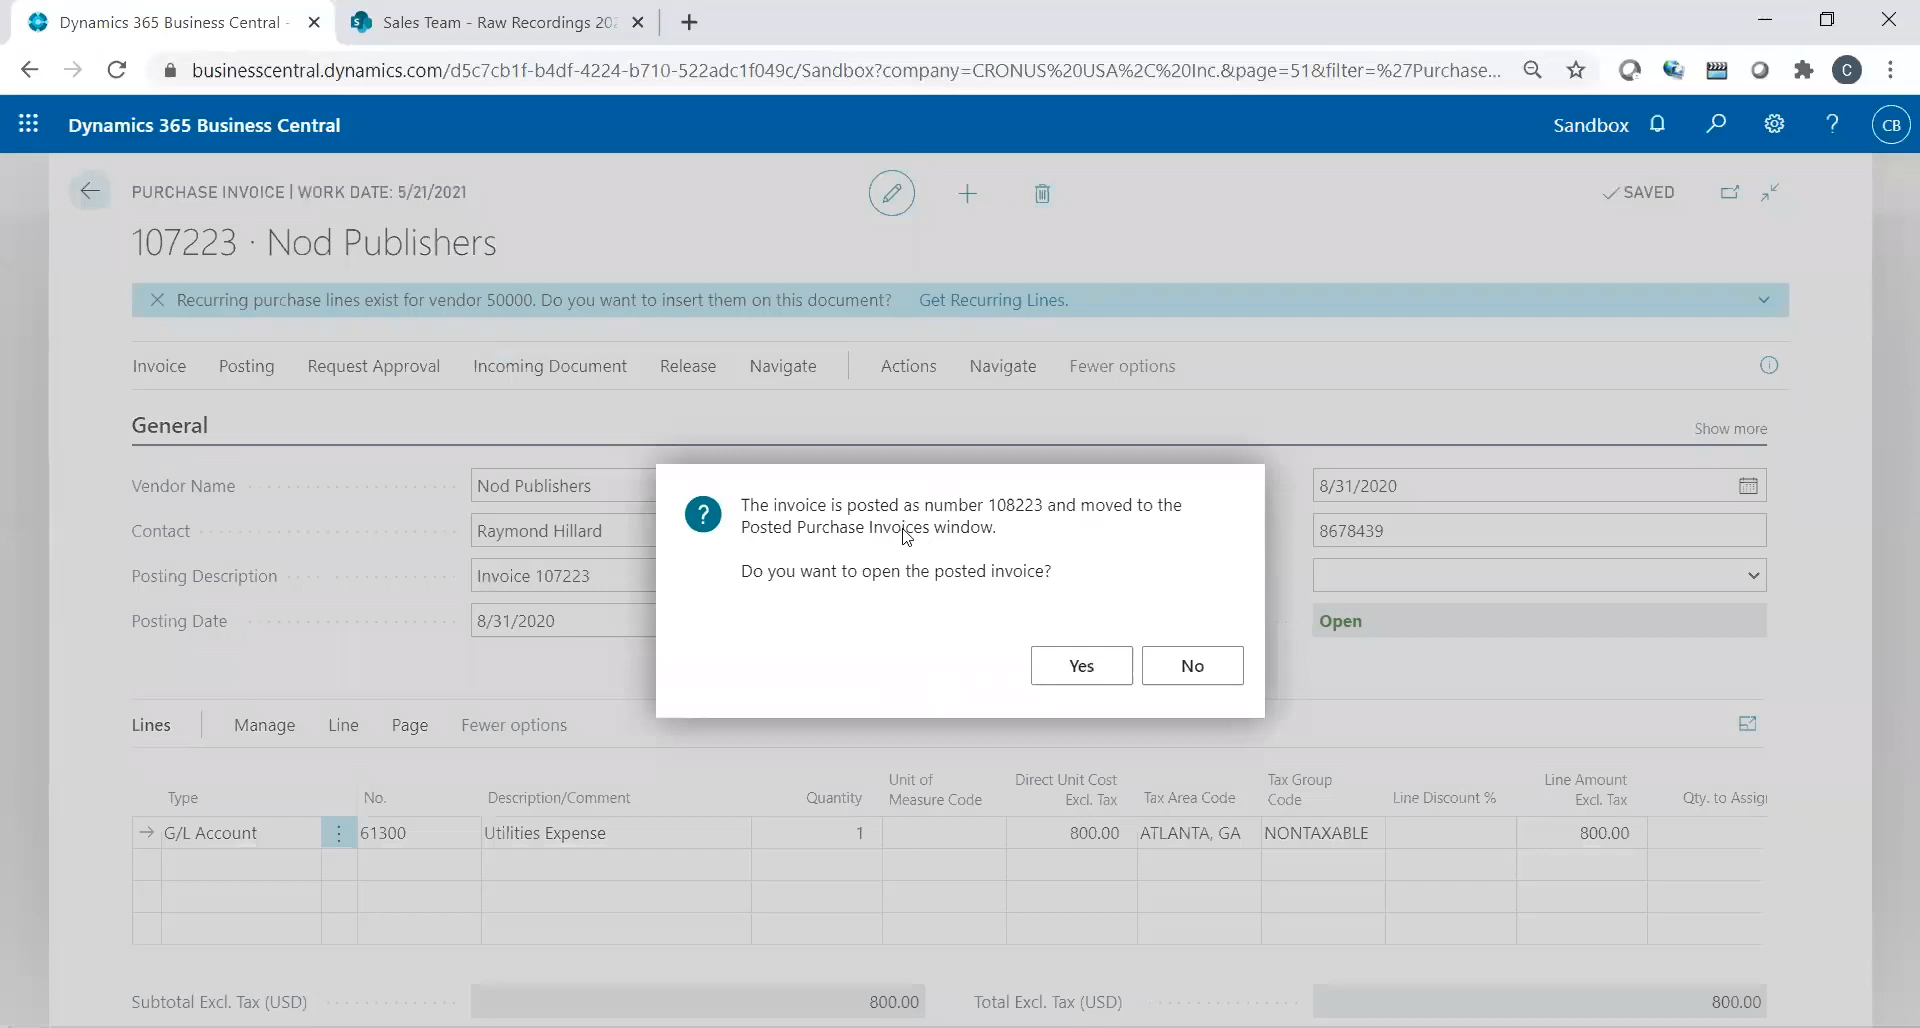 Dynamics 365 Business Central -
Sales Team - Raw Recordings 202
businesscentral.dynamics.com/d5c7cb1f-b4df-4224-b710-522adc1f049c/Sandbox?company=CRONUS%20USA%2C%20Inc.&page=51&filter=%27Purchase...
C
Dynamics 365 Business Central
Sandbox
?
CB
PURCHASE INVOICE | WORK DATE: 5/21/2021
SAVED
107223 · Nod Publishers
Recurring purchase lines exist for vendor 50000. Do you want to insert them on this document? Get Recurring Lines.
Invoice Posting Request Approval Incoming Document Release Navigate Actions Navigate Fewer options
General
Show more
Vendor Name Nod Publishers 8/31/2020
Contact Raymond Hillard 8678439
Posting Description Invoice 107223
Posting Date 8/31/2020 Open
?
The invoice is posted as number 108223 and moved to the
Posted Purchase Invoices window.
Do you want to open the posted invoice?
Yes No
Lines Manage Line Page Fewer options
Type No. Description/Comment Quantity Unit of Measure Code Direct Unit Cost Excl. Tax Tax Area Code Tax Group Code Line Discount % Line Amount Excl. Tax Qty. to Assig
G/L Account 61300 Utilities Expense 1 800.00 ATLANTA, GA NONTAXABLE 800.00
Subtotal Excl. Tax (USD) 800.00 Total Excl. Tax (USD) 800.00